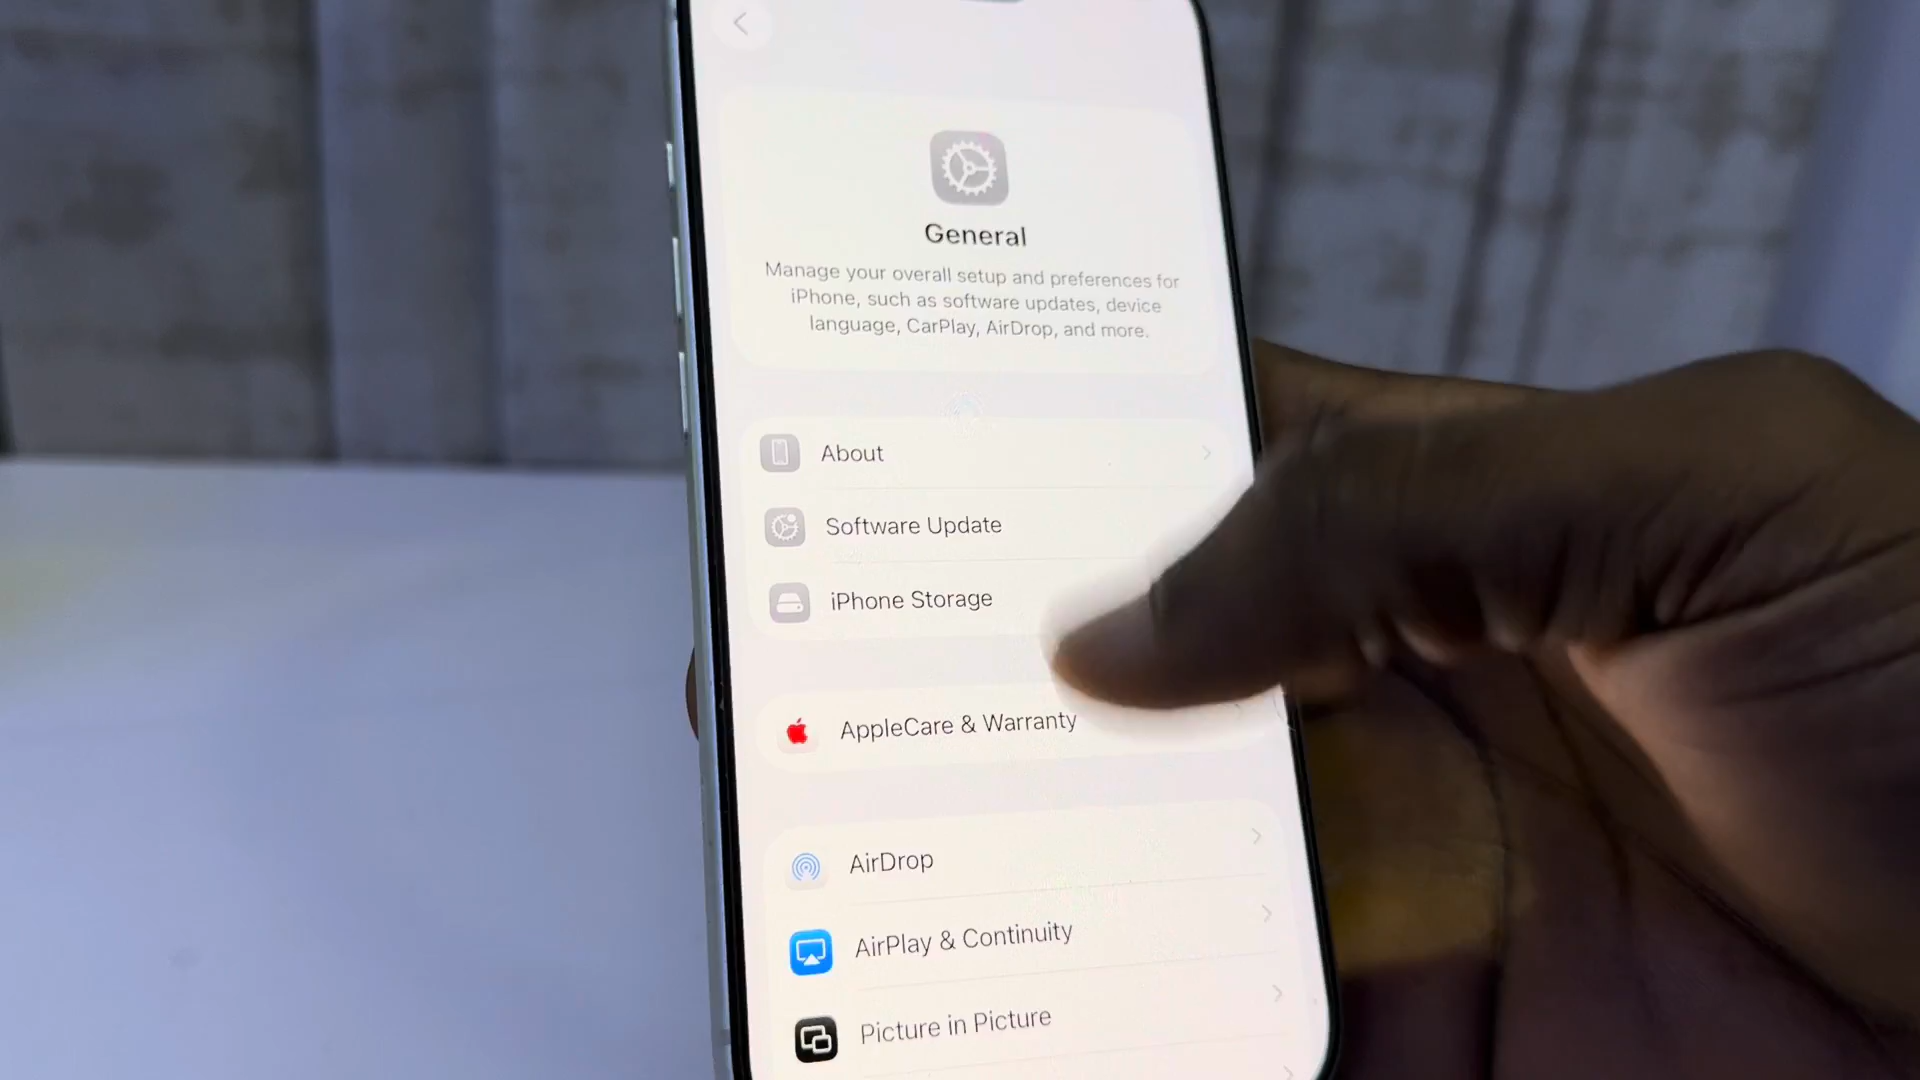 General
Manage your overall setup and preferences for
iPhone, such as software updates, device
language, CarPlay, AirDrop, and more.
About
Software Update
iPhone Storage
AppleCare & Warranty
AirDrop
AirPlay & Continuity
Picture in Picture